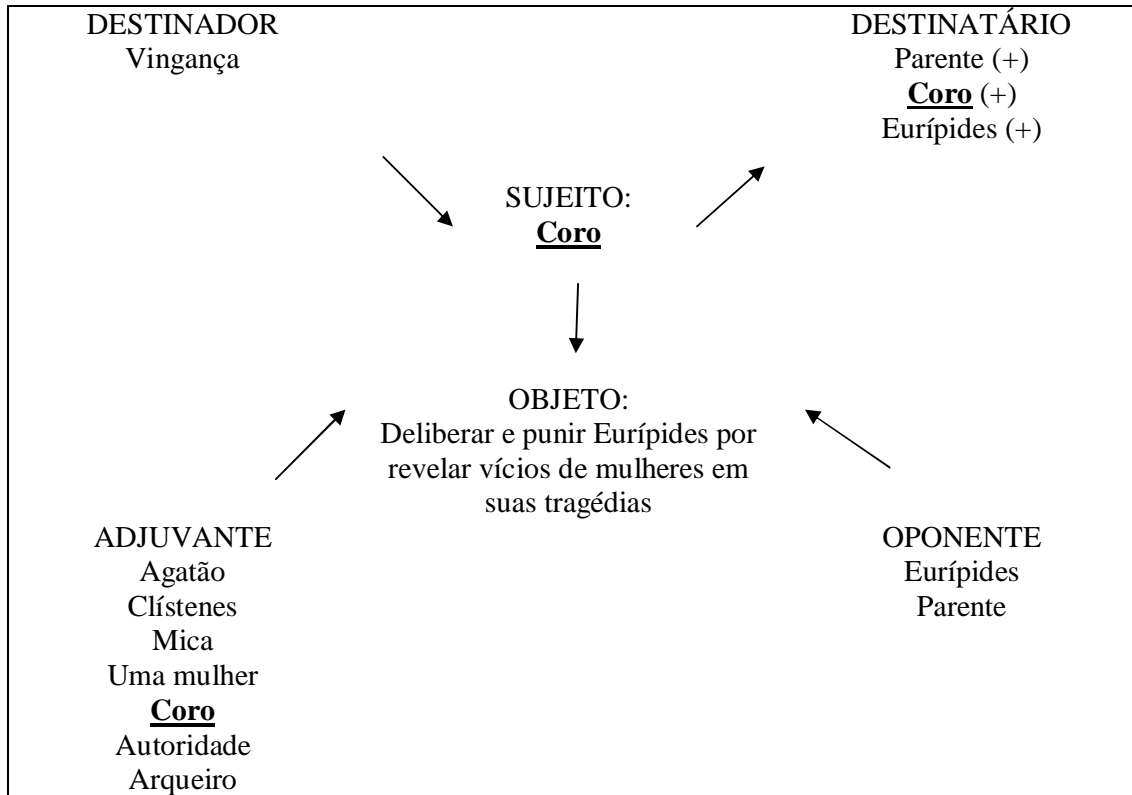 DESTINADOR
Vingança
DESTINATÁRIO
Parente (+)
Coro (+)
Eurípides (+)
SUJEITO:
Coro
OBJETO:
Deliberar e punir Eurípides por
revelar vícios de mulheres em
suas tragédias
ADJUVANTE
Agatão
Clístenes
Mica
Uma mulher
Coro
Autoridade
Arqueiro
OPONENTE
Eurípides
Parente